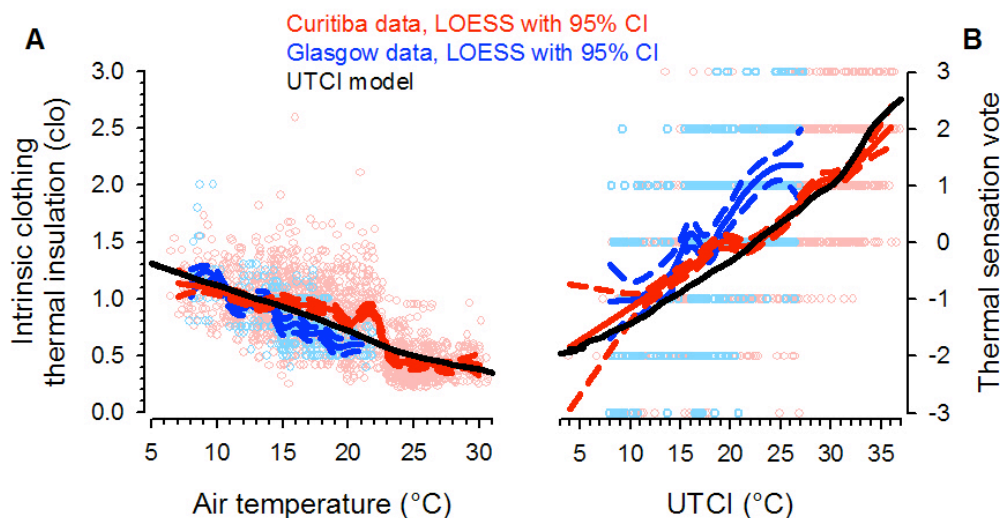 A
Curitiba data, LOESS with 95% CI
Glasgow data, LOESS with 95% CI
UTCI model
B
Intrinsic clothing
thermal insulation (clo)
3.0
2.5
2.0
1.5
1.0
0.5
0.0
5 10 15 20 25 30
Air temperature (°C)
5 10 15 20 25 30 35
UTCI (°C)
3
2
1
0
-1
-2
-3
Thermal sensation vote